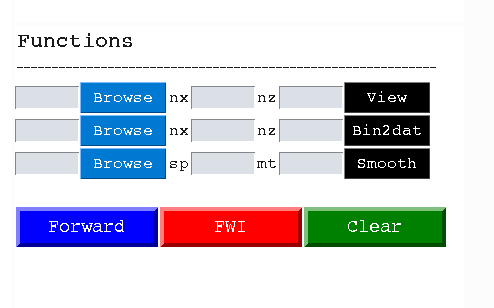 Functions
Browse nx nz View
Browse nx nz Bin2dat
Browse sp mt Smooth
Forward FWI Clear